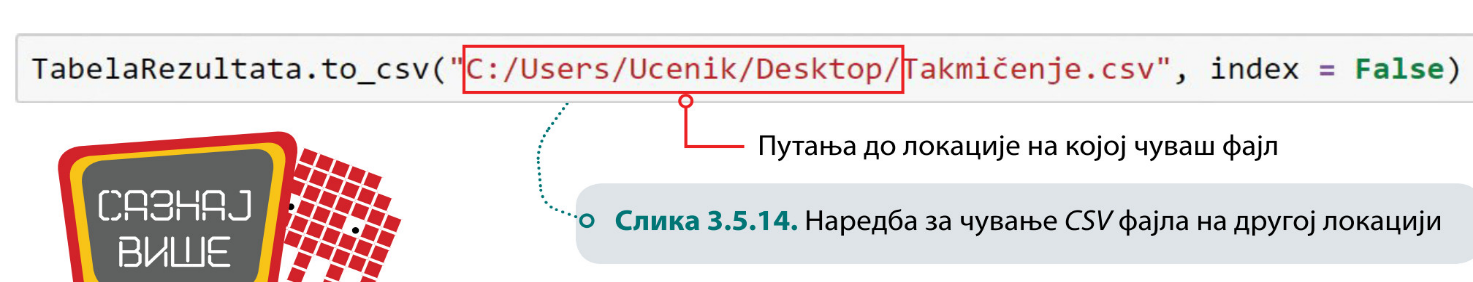 TabelaRezultata.to_csv("C:/Users/Ucenik/Desktop/Takmičenje.csv", index = False)
Путања до локације на којој чуваш фајл
Слика 3.5.14. Наредба за чување CSV фајла на другој локацији
САЗНАЈ
ВИШЕ